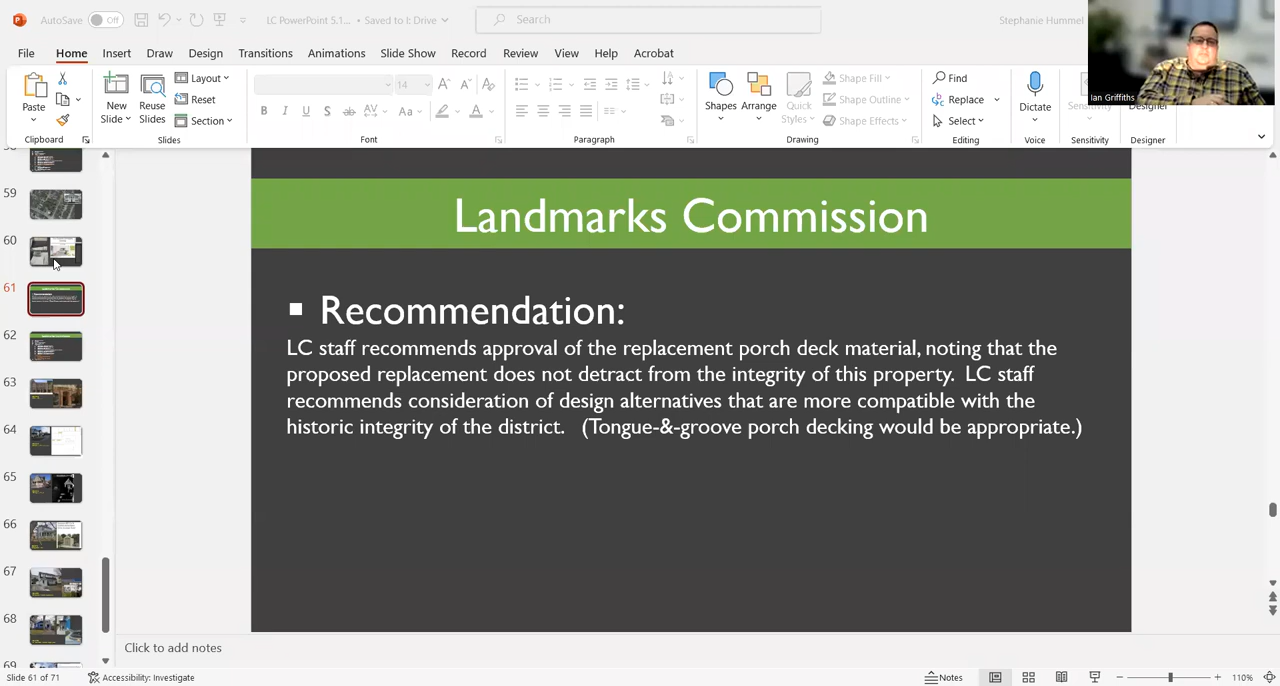 AutoSave Off LC PowerPoint 5.1... • Saved to I: Drive Search Stephanie Hummel
File Home Insert Draw Design Transitions Animations Slide Show Record Review View Help Acrobat
Paste
Clipboard
New Slide
Reuse Slides
Layout
Reset
Section
Slides
14
B I U S ab AV Aa A
Font
Paragraph
Shapes
Arrange
Quick Styles
Shape Fill
Shape Outline
Shape Effects
Drawing
Find
Replace
Select
Editing
Dictate
Voice
Sensitivity
Sensitivity
Designer
Designer
Ian Griffiths
59
60
61
62
63
64
65
66
67
68
69
Landmarks Commission
Recommendation:
LC staff recommends approval of the replacement porch deck material, noting that the
proposed replacement does not detract from the integrity of this property. LC staff
recommends consideration of design alternatives that are more compatible with the
historic integrity of the district. (Tongue-&-groove porch decking would be appropriate.)
Click to add notes
Slide 61 of 71 Accessibility: Investigate Notes 110%